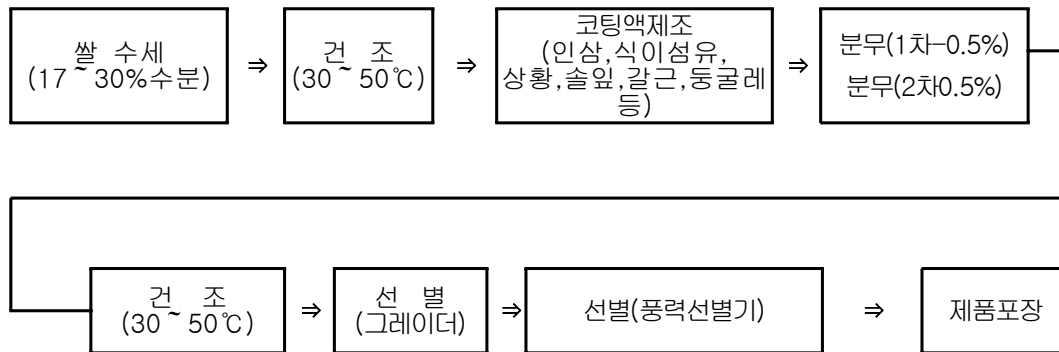 쌀 수세
(17~30%수분)
⇒
건 조
(30~50℃)
⇒
코팅액제조
(인삼,식이섬유,
상황,솔잎,갈근,둥굴레
등)
⇒
분무(1차-0.5%)
분무(2차0.5%)
건 조
(30~50℃)
⇒
선 별
(그레이더)
⇒
선별(풍력선별기)
⇒
제품포장